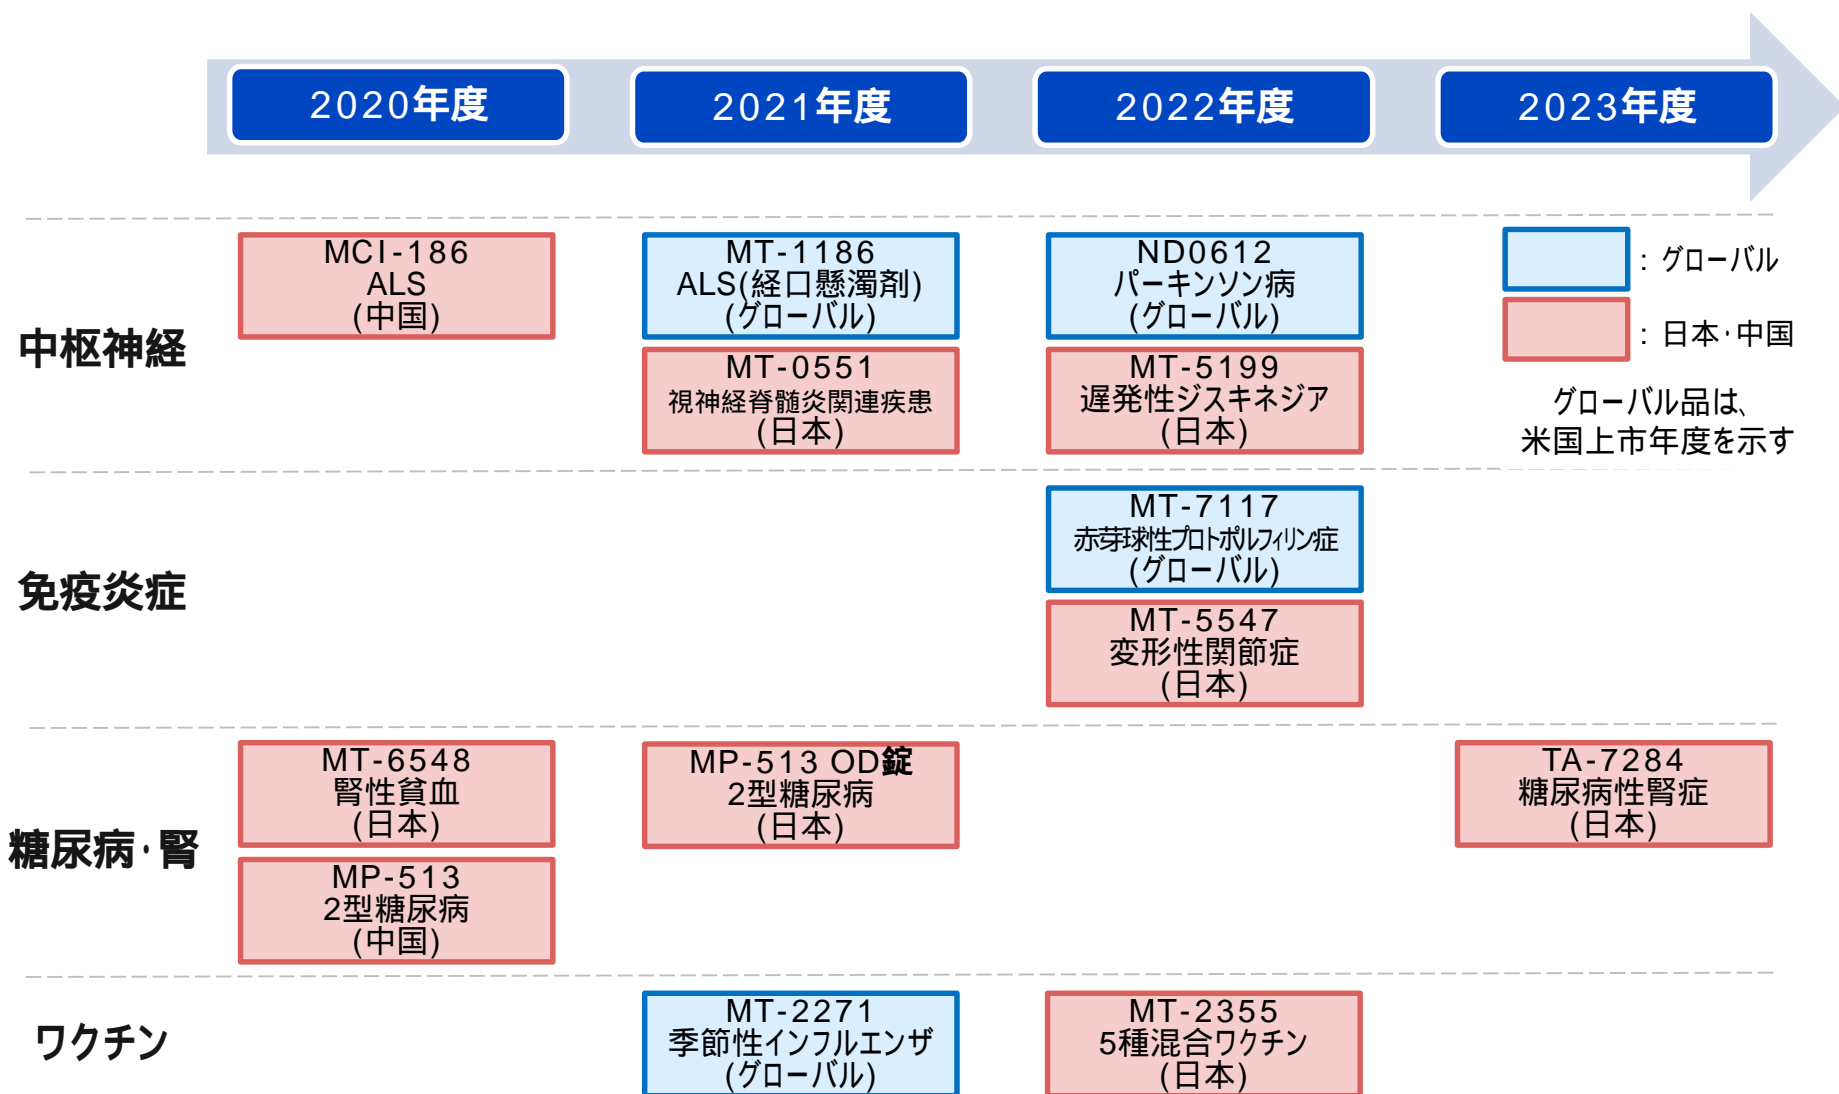 2020年度
2021年度
2022年度
2023年度
中枢神経
MCI-186
ALS
(中国)
MT-1186
ALS(経口懸濁剤)
(グローバル)
MT-0551
視神経脊髄炎関連疾患
(日本)
ND0612
パーキンソン病
(グローバル)
MT-5199
遅発性ジスキネジア
(日本)
：グローバル
：日本・中国
グローバル品は、
米国上市年度を示す
免疫炎症
MT-7117
赤芽球性プロトポルフィリン症
(グローバル)
MT-5547
変形性関節症
(日本)
糖尿病・腎
MT-6548
腎性貧血
(日本)
MP-513
2型糖尿病
(中国)
MP-513 OD錠
2型糖尿病
(日本)
TA-7284
糖尿病性腎症
(日本)
ワクチン
MT-2271
季節性インフルエンザ
(グローバル)
MT-2355
5種混合ワクチン
(日本)